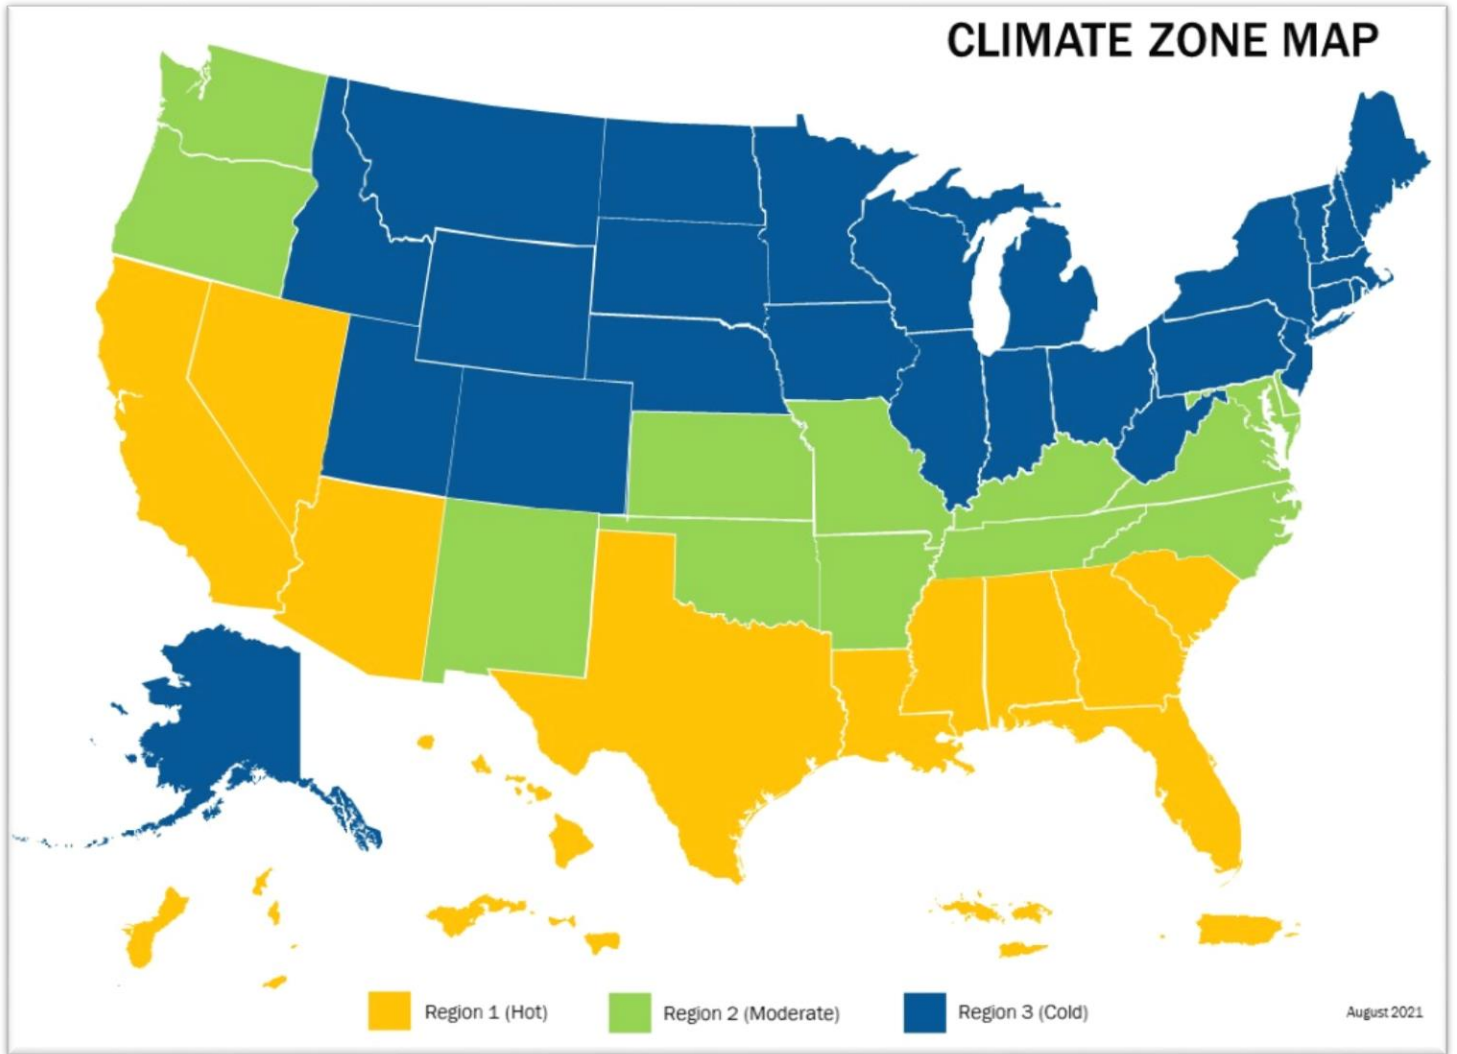 CLIMATE ZONE MAP
Region 1 (Hot)
Region 2 (Moderate)
Region 3 (Cold)
August 2021